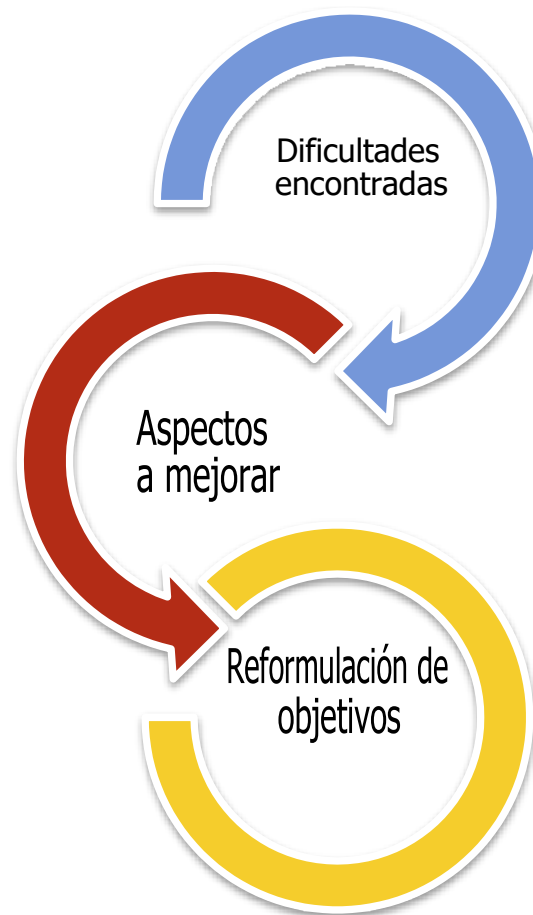 Dificultades
encontradas
Aspectos
a mejorar
Reformulación de
objetivos